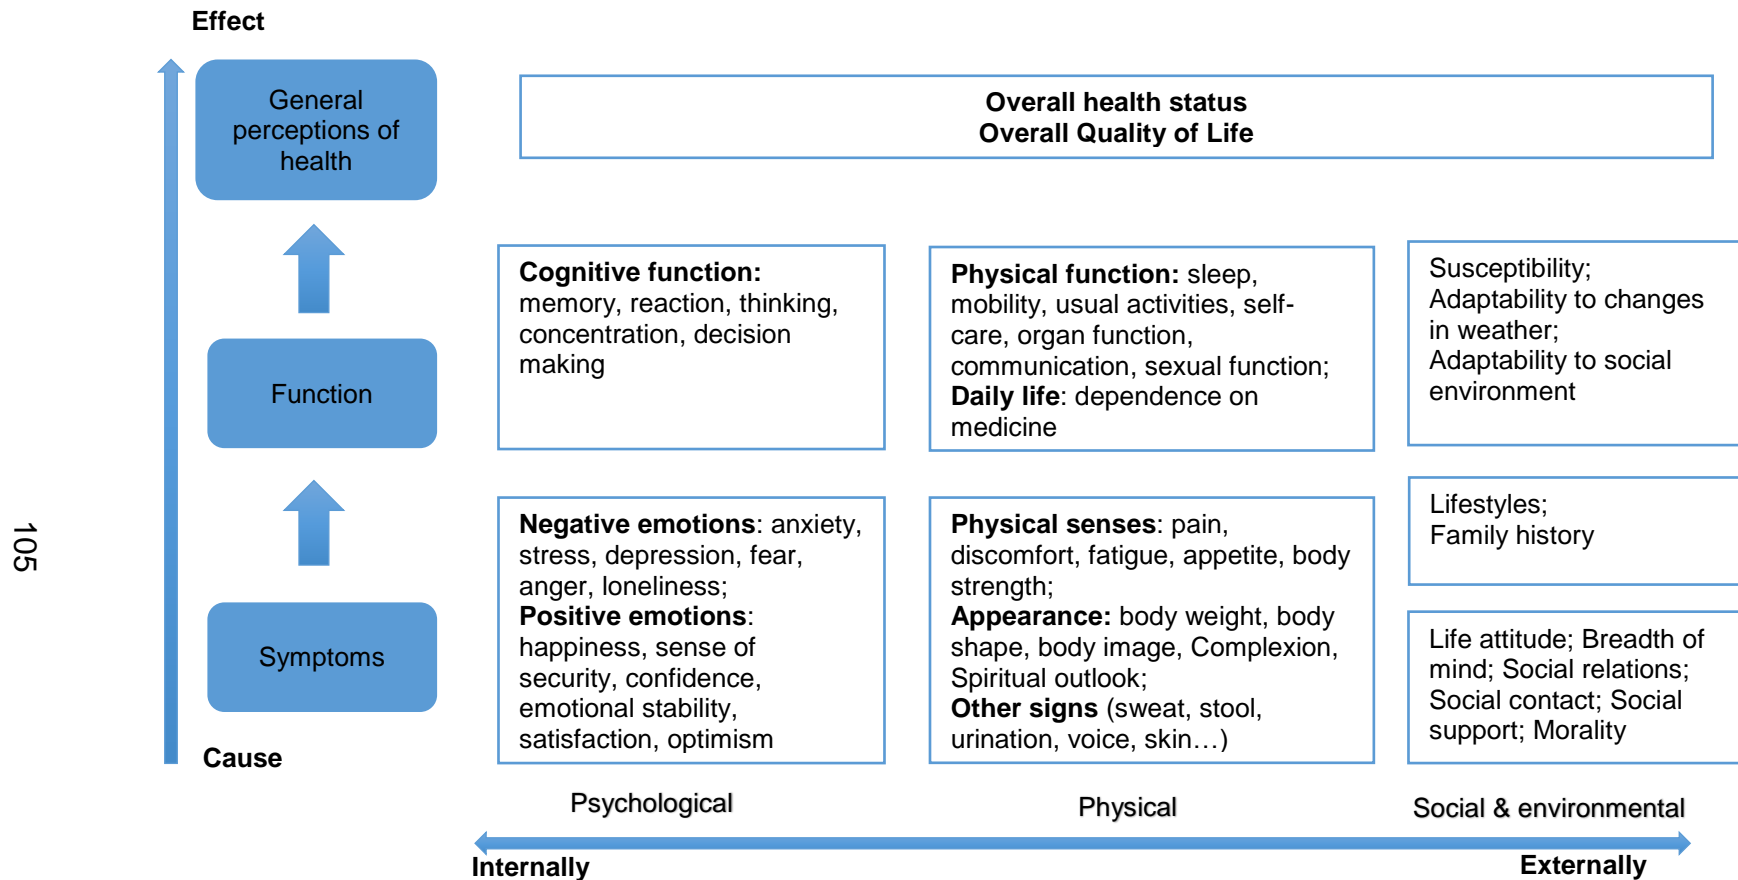 Effect
General
perceptions of
health
Overall health status
Overall Quality of Life
Function
Cognitive function:
memory, reaction, thinking,
concentration, decision
making
Physical function: sleep,
mobility, usual activities, self-
care, organ function,
communication, sexual function;
Daily life: dependence on
medicine
Susceptibility;
Adaptability to changes
in weather;
Adaptability to social
environment
Symptoms
Negative emotions: anxiety,
stress, depression, fear,
anger, loneliness;
Positive emotions:
happiness, sense of
security, confidence,
emotional stability,
satisfaction, optimism
Physical senses: pain,
discomfort, fatigue, appetite, body
strength;
Appearance: body weight, body
shape, body image, Complexion,
Spiritual outlook;
Other signs (sweat, stool,
urination, voice, skin…)
Lifestyles;
Family history
Life attitude; Breadth of
mind; Social relations;
Social contact; Social
support; Morality
Cause
Psychological
Physical
Social & environmental
Internally
Externally
105